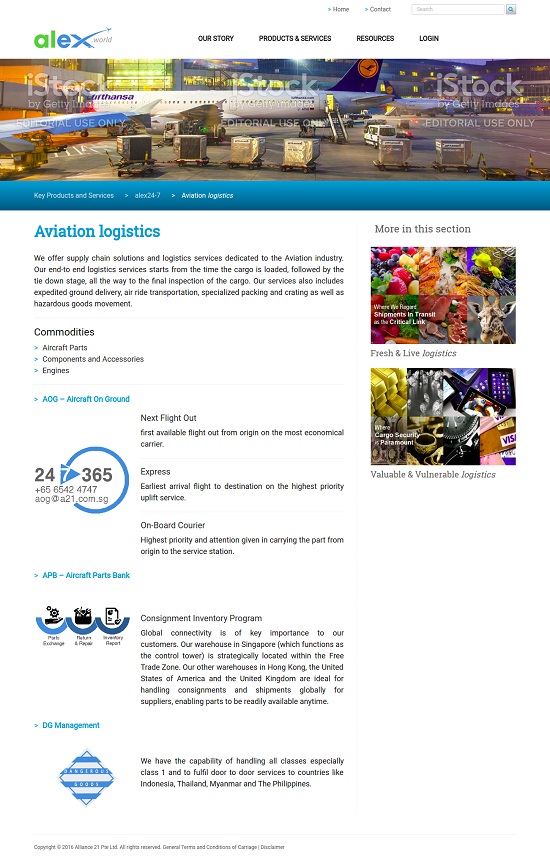 > Home > Contact Search
alex.world
OUR STORY PRODUCTS & SERVICES RESOURCES LOGIN
iStock iStock iStock
by Getty Images by Getty Images by Getty Images
Lufthansa
EDITORIAL USE ONLY EDITORIAL USE ONLY EDITORIAL USE ONLY
Key Products and Services > alex24-7 > Aviation logistics
Aviation logistics
We offer supply chain solutions and logistics services dedicated to the Aviation industry.
Our end-to end logistics services starts from the time the cargo is loaded, followed by the
tie down stage, all the way to the final inspection of the cargo. Our services also includes
expedited ground delivery, air ride transportation, specialized packing and crating as well as
hazardous goods movement.
Commodities
> Aircraft Parts
> Components and Accessories
> Engines
> AOG – Aircraft On Ground
24 7 365
+65 6542 4747
aog@a21.com.sg
Next Flight Out
first available flight out from origin on the most economical
carrier.
Express
Earliest arrival flight to destination on the highest priority
uplift service.
On-Board Courier
Highest priority and attention given in carrying the part from
origin to the service station.
> APB – Aircraft Parts Bank
Parts
Exchange
Return
& Repair
Inventory
Report
Consignment Inventory Program
Global connectivity is of key importance to our
customers. Our warehouse in Singapore (which functions as
the control tower) is strategically located within the Free
Trade Zone. Our other warehouses in Hong Kong, the United
States of America and the United Kingdom are ideal for
handling consignments and shipments globally for
suppliers, enabling parts to be readily available anytime.
> DG Management
DANGEROUS
GOODS
We have the capability of handling all classes especially
class 1 and to fulfil door to door services to countries like
Indonesia, Thailand, Myanmar and The Philippines.
More in this section
Where We Regard
Shipments In Transit
as the Critical Link
Fresh & Live logistics
Where
Cargo Security
is Paramount
VISA
Valuable & Vulnerable logistics
Copyright © 2016 Alliance 21 Pte Ltd. All rights reserved. General Terms and Conditions of Carriage | Disclaimer